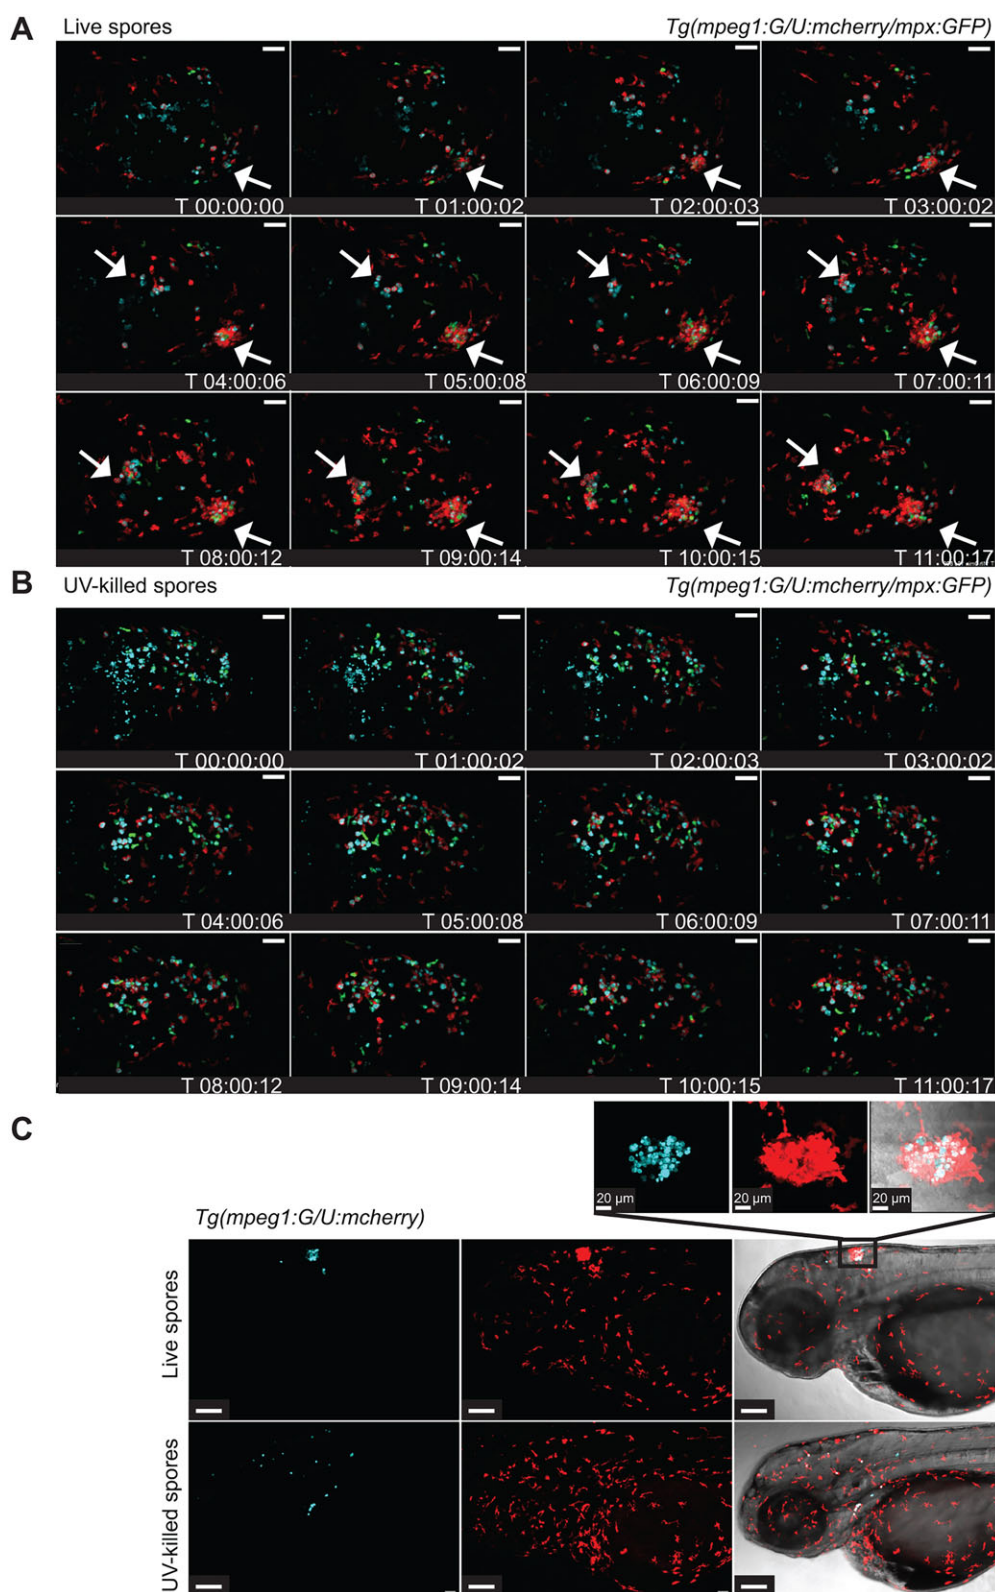 A
Live spores
Tg(mpeg1:G/U:mcherry/mpx:GFP)
T 00:00:00
T 01:00:02
T 02:00:03
T 03:00:02
T 04:00:06
T 05:00:08
T 06:00:09
T 07:00:11
T 08:00:12
T 09:00:14
T 10:00:15
T 11:00:17
B
UV-killed spores
Tg(mpeg1:G/U:mcherry/mpx:GFP)
T 00:00:00
T 01:00:02
T 02:00:03
T 03:00:02
T 04:00:06
T 05:00:08
T 06:00:09
T 07:00:11
T 08:00:12
T 09:00:14
T 10:00:15
T 11:00:17
C
20 µm
20 µm
20 µm
Tg(mpeg1:G/U:mcherry)
Live spores
UV-killed spores